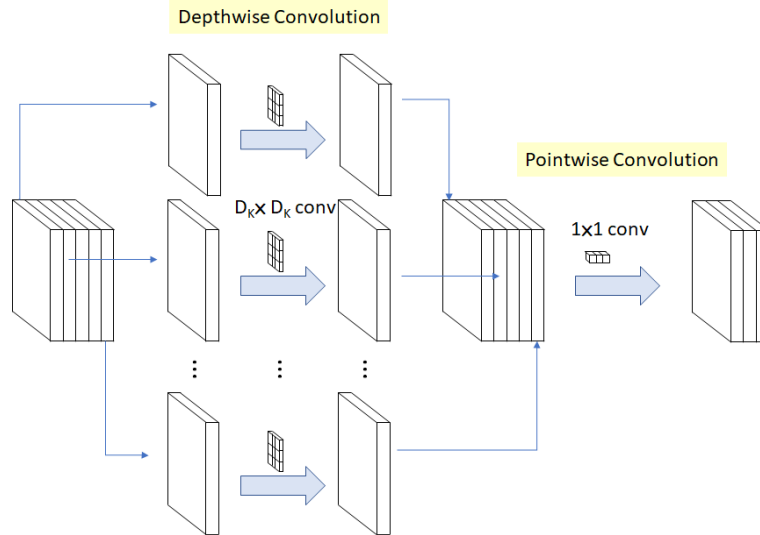 Depthwise Convolution
Pointwise Convolution
DK x DK conv
1x1 conv
...
...
...